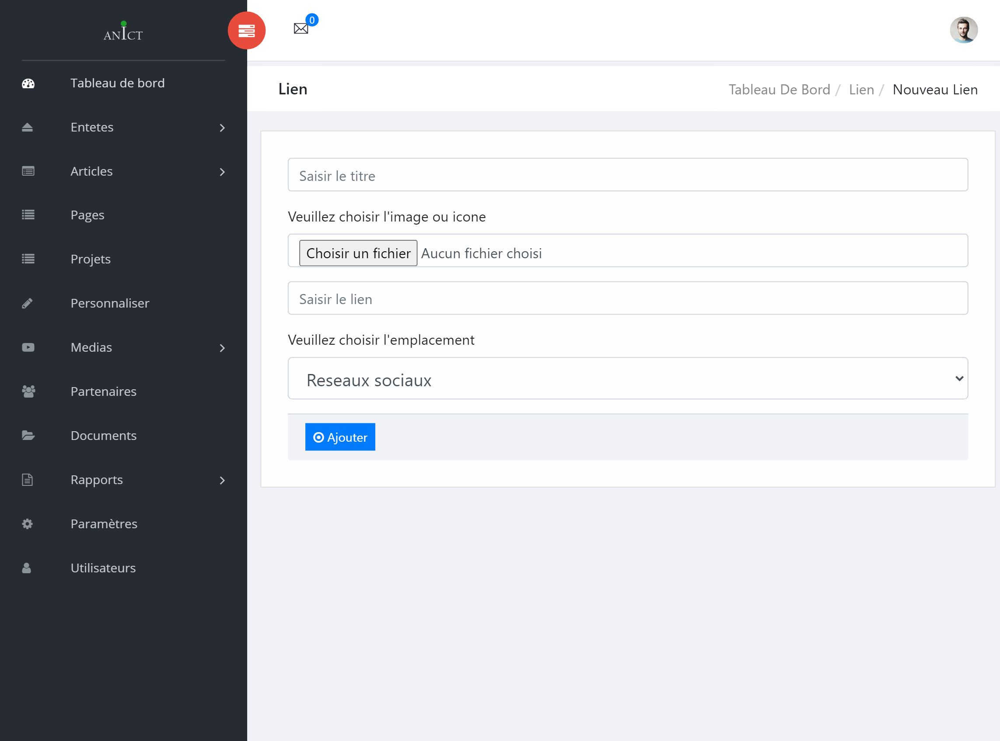 ANICT
0
Tableau de bord
Entetes
Articles
Pages
Projets
Personnaliser
Medias
Partenaires
Documents
Rapports
Paramètres
Utilisateurs
Lien
Tableau De Bord / Lien / Nouveau Lien
Saisir le titre
Veuillez choisir l'image ou icone
Choisir un fichier Aucun fichier choisi
Saisir le lien
Veuillez choisir l'emplacement
Reseaux sociaux
Ajouter